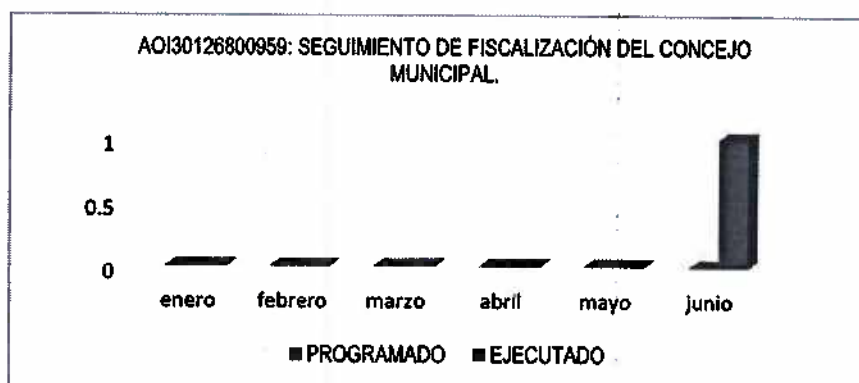 AOI30126800959: SEGUIMIENTO DE FISCALIZACIÓN DEL CONCEJO
MUNICIPAL.
1
0.5
0
enero febrero marzo abril mayo junio
PROGRAMADO EJECUTADO